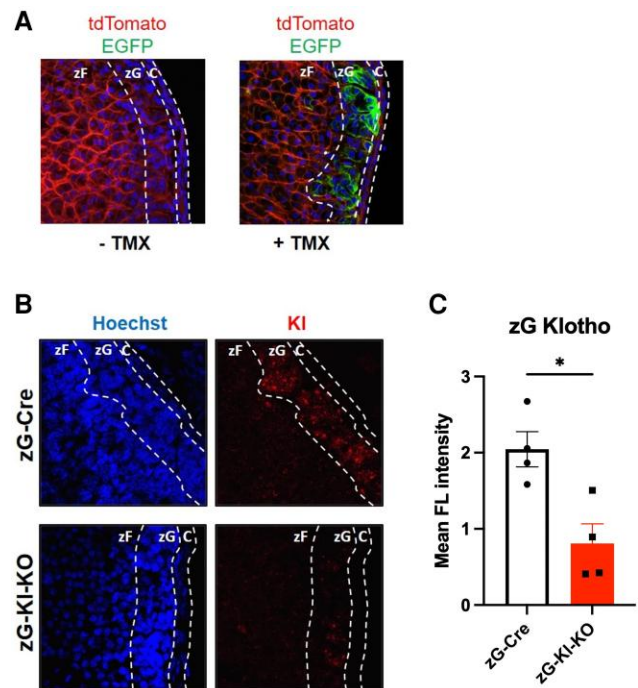 A
tdTomato tdTomato
EGFP EGFP
zF zG C zF zG C
- TMX + TMX
B
Hoechst Kl
zG-Cre
zF zG C zF zG C
zG-Kl-KO
zF zG C zF zG C
C
zG Klotho
*
Mean FL intensity
3
2
1
0
zG-Cre
zG-Kl-KO